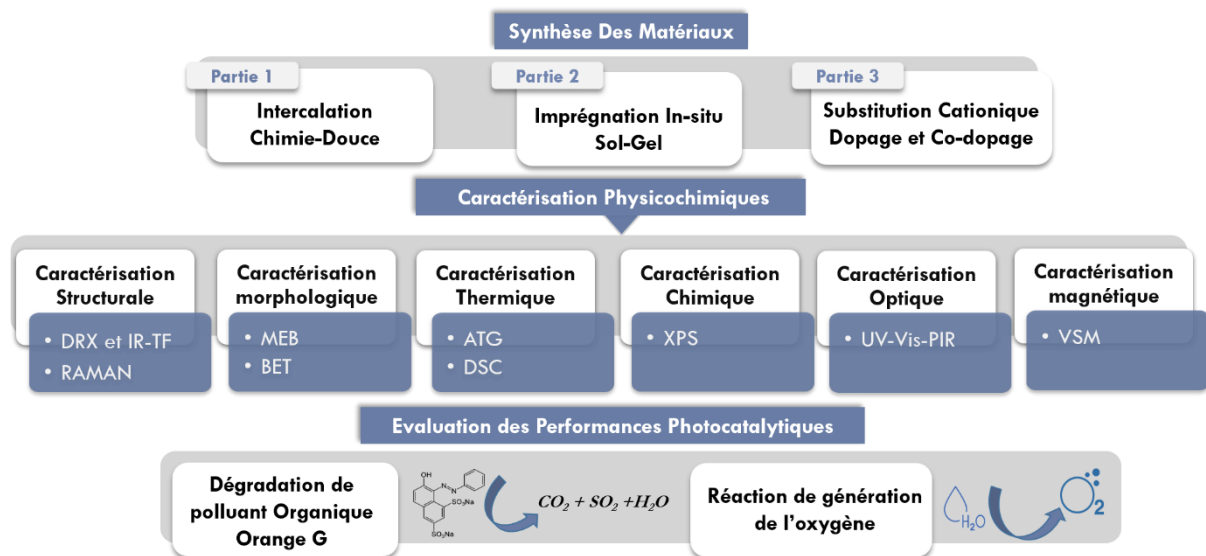 Synthèse Des Matériaux
Partie 1
Intercalation
Chimie-Douce
Partie 2
Imprégnation In-situ
Sol-Gel
Partie 3
Substitution Cationique
Dopage et Co-dopage
Caractérisation Physicochimiques
Caractérisation
Structurale
• DRX et IR-TF
• RAMAN
Caractérisation
morphologique
• MEB
• BET
Caractérisation
Thermique
• ATG
• DSC
Caractérisation
Chimique
• XPS
Caractérisation
Optique
• UV-Vis-PIR
Caractérisation
magnétique
• VSM
Evaluation des Performances Photocatalytiques
Dégradation de
polluant Organique
Orange G
OH
N=N
SO₃Na
SO₃Na
CO₂ + SO₂ +H₂O
Réaction de génération
de l'oxygène
H₂O
O₂